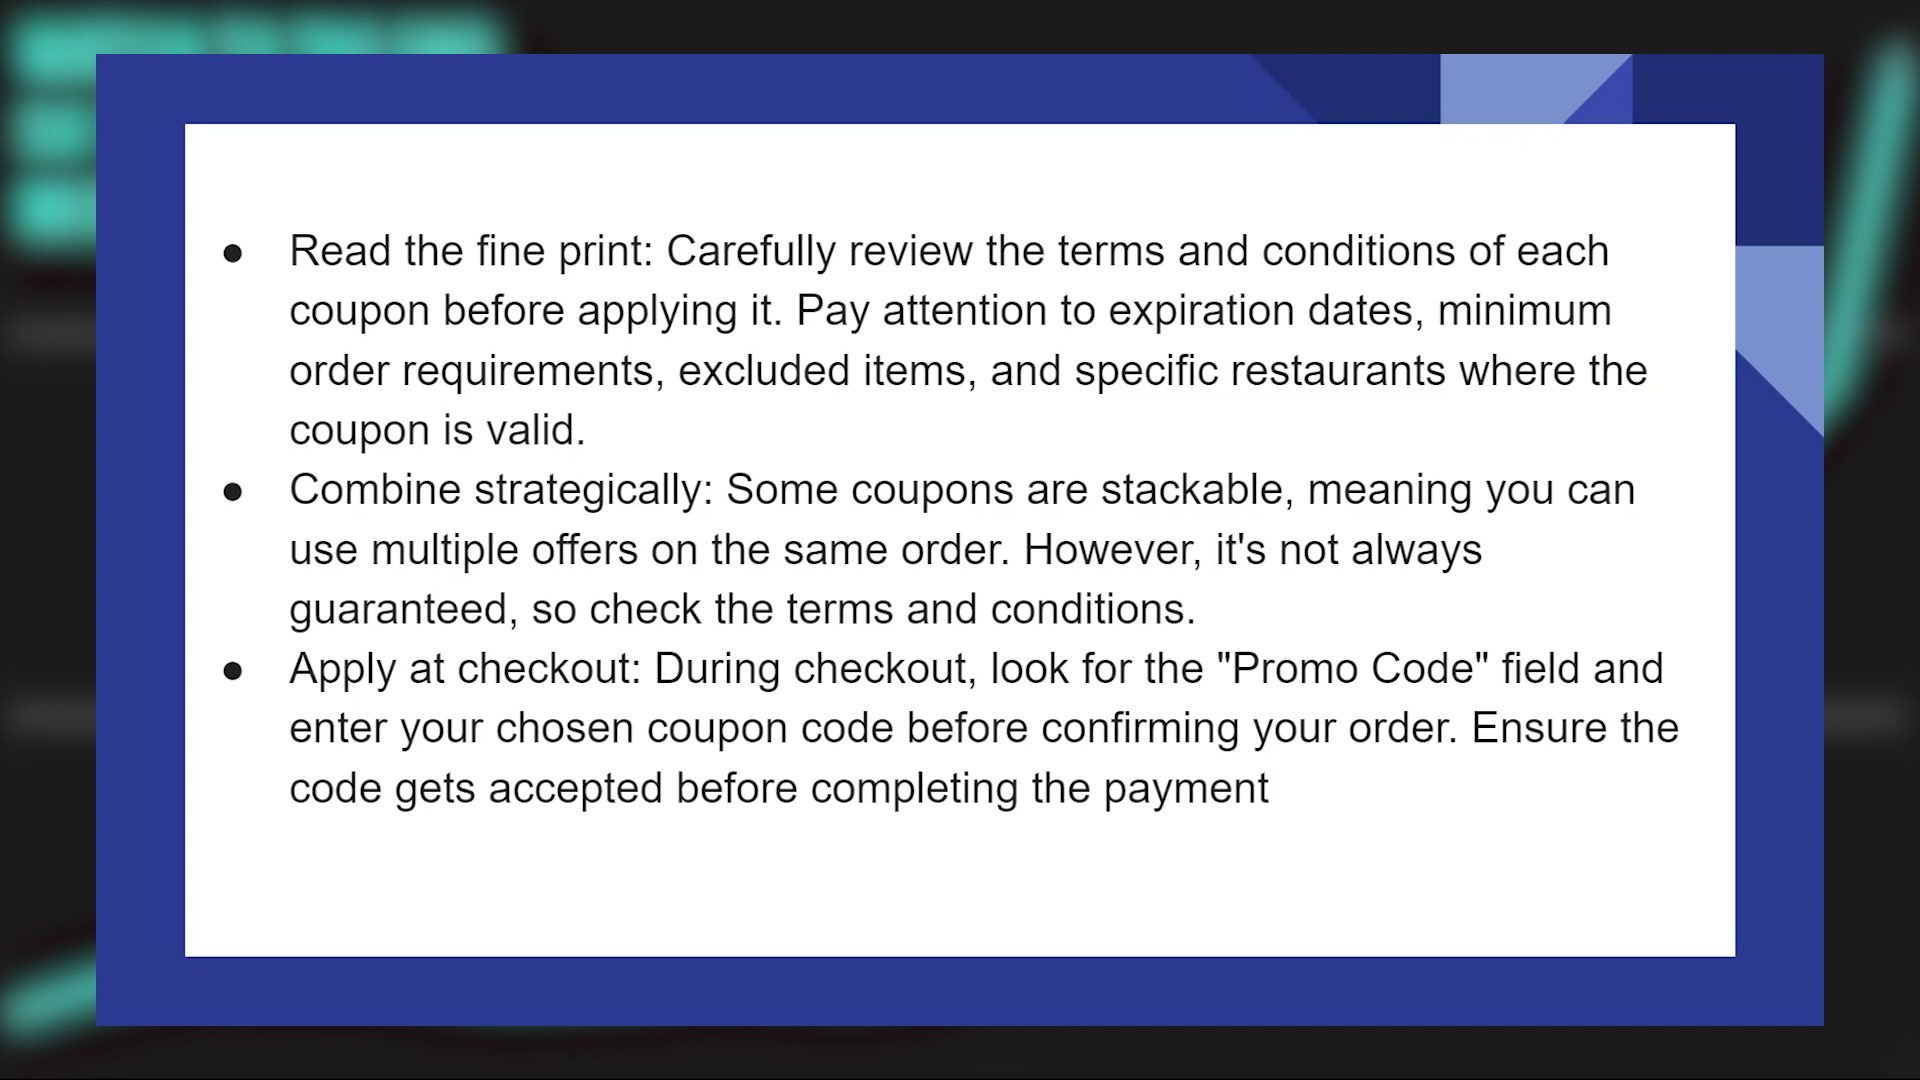 ● Read the fine print: Carefully review the terms and conditions of each
coupon before applying it. Pay attention to expiration dates, minimum
order requirements, excluded items, and specific restaurants where the
coupon is valid.
● Combine strategically: Some coupons are stackable, meaning you can
use multiple offers on the same order. However, it's not always
guaranteed, so check the terms and conditions.
● Apply at checkout: During checkout, look for the "Promo Code" field and
enter your chosen coupon code before confirming your order. Ensure the
code gets accepted before completing the payment